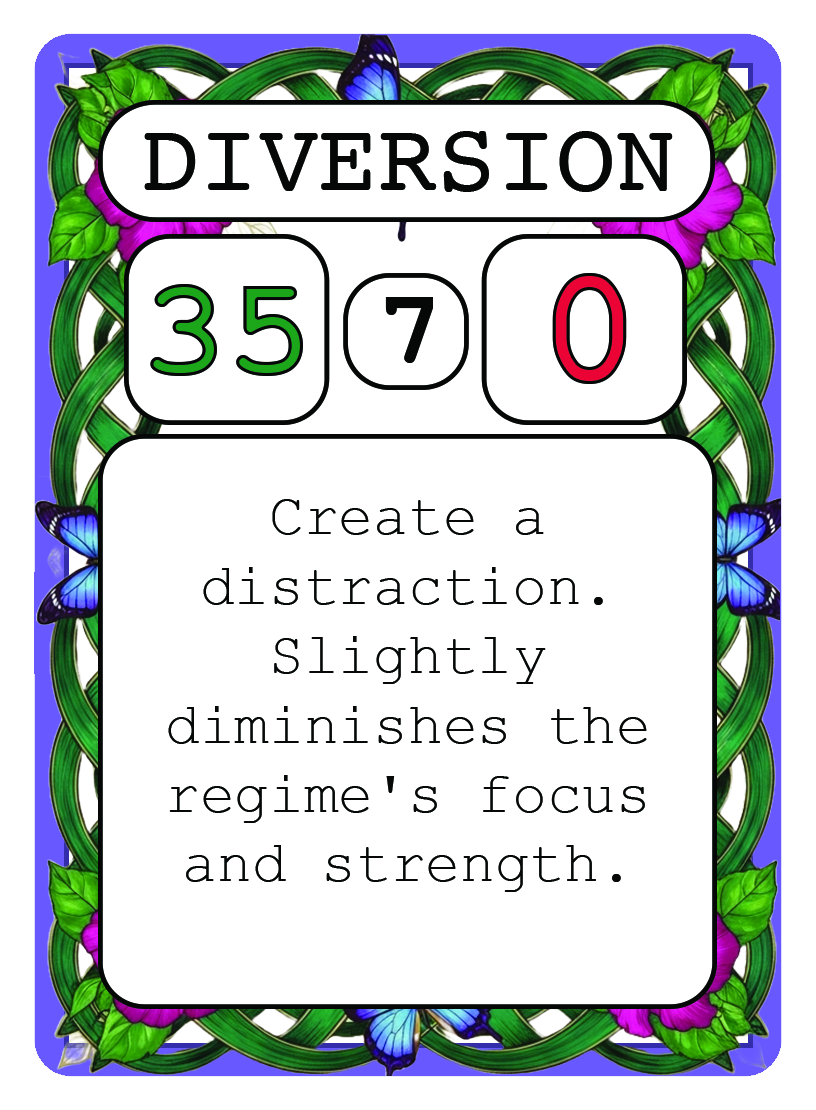 DIVERSION
35 7 0
Create a
distraction.
Slightly
diminishes the
regime's focus
and strength.